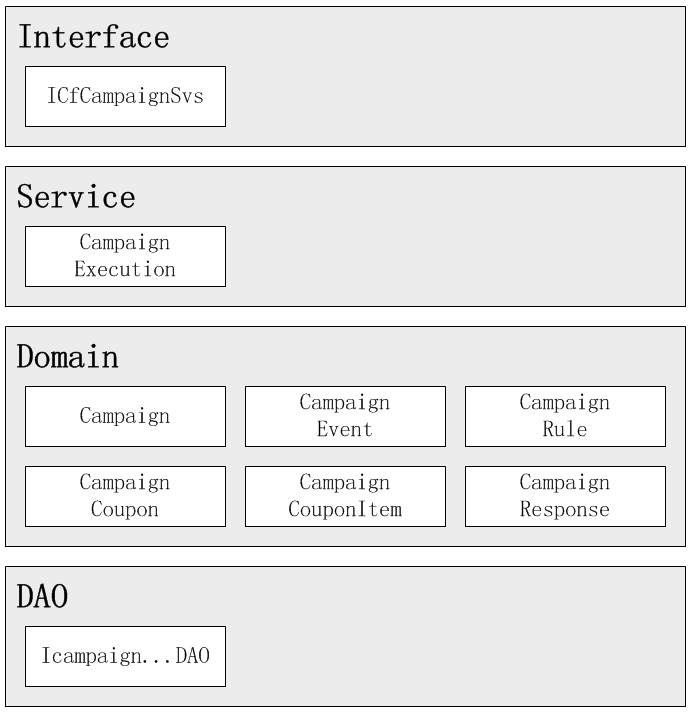 Interface
ICfCampaignSvs
Service
Campaign
Execution
Domain
Campaign
Campaign
Event
Campaign
Rule
Campaign
Coupon
Campaign
CouponItem
Campaign
Response
DAO
Icampaign...DAO